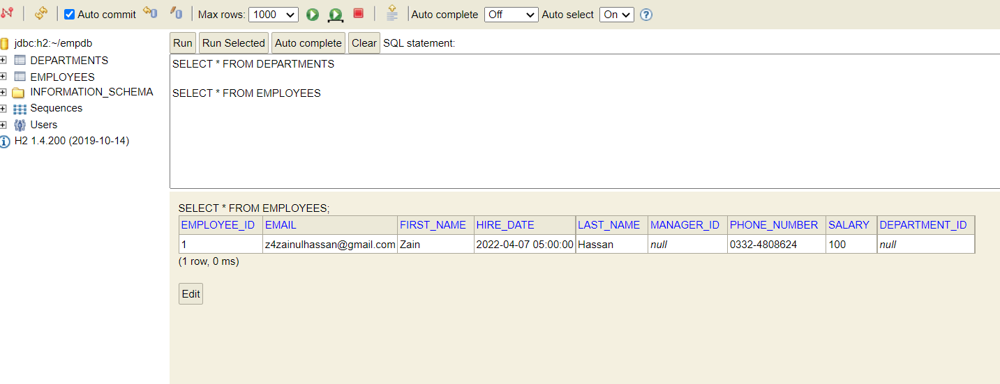 Auto commit Max rows: 1000 Auto complete Off Auto select On
jdbc:h2:~/empdb
DEPARTMENTS
EMPLOYEES
INFORMATION_SCHEMA
Sequences
Users
H2 1.4.200 (2019-10-14)
Run Run Selected Auto complete Clear SQL statement:
SELECT * FROM DEPARTMENTS
SELECT * FROM EMPLOYEES
SELECT * FROM EMPLOYEES;
EMPLOYEE_ID EMAIL FIRST_NAME HIRE_DATE LAST_NAME MANAGER_ID PHONE_NUMBER SALARY DEPARTMENT_ID
1 z4zainulhassan@gmail.com Zain 2022-04-07 05:00:00 Hassan null 0332-4808624 100 null
(1 row, 0 ms)
Edit